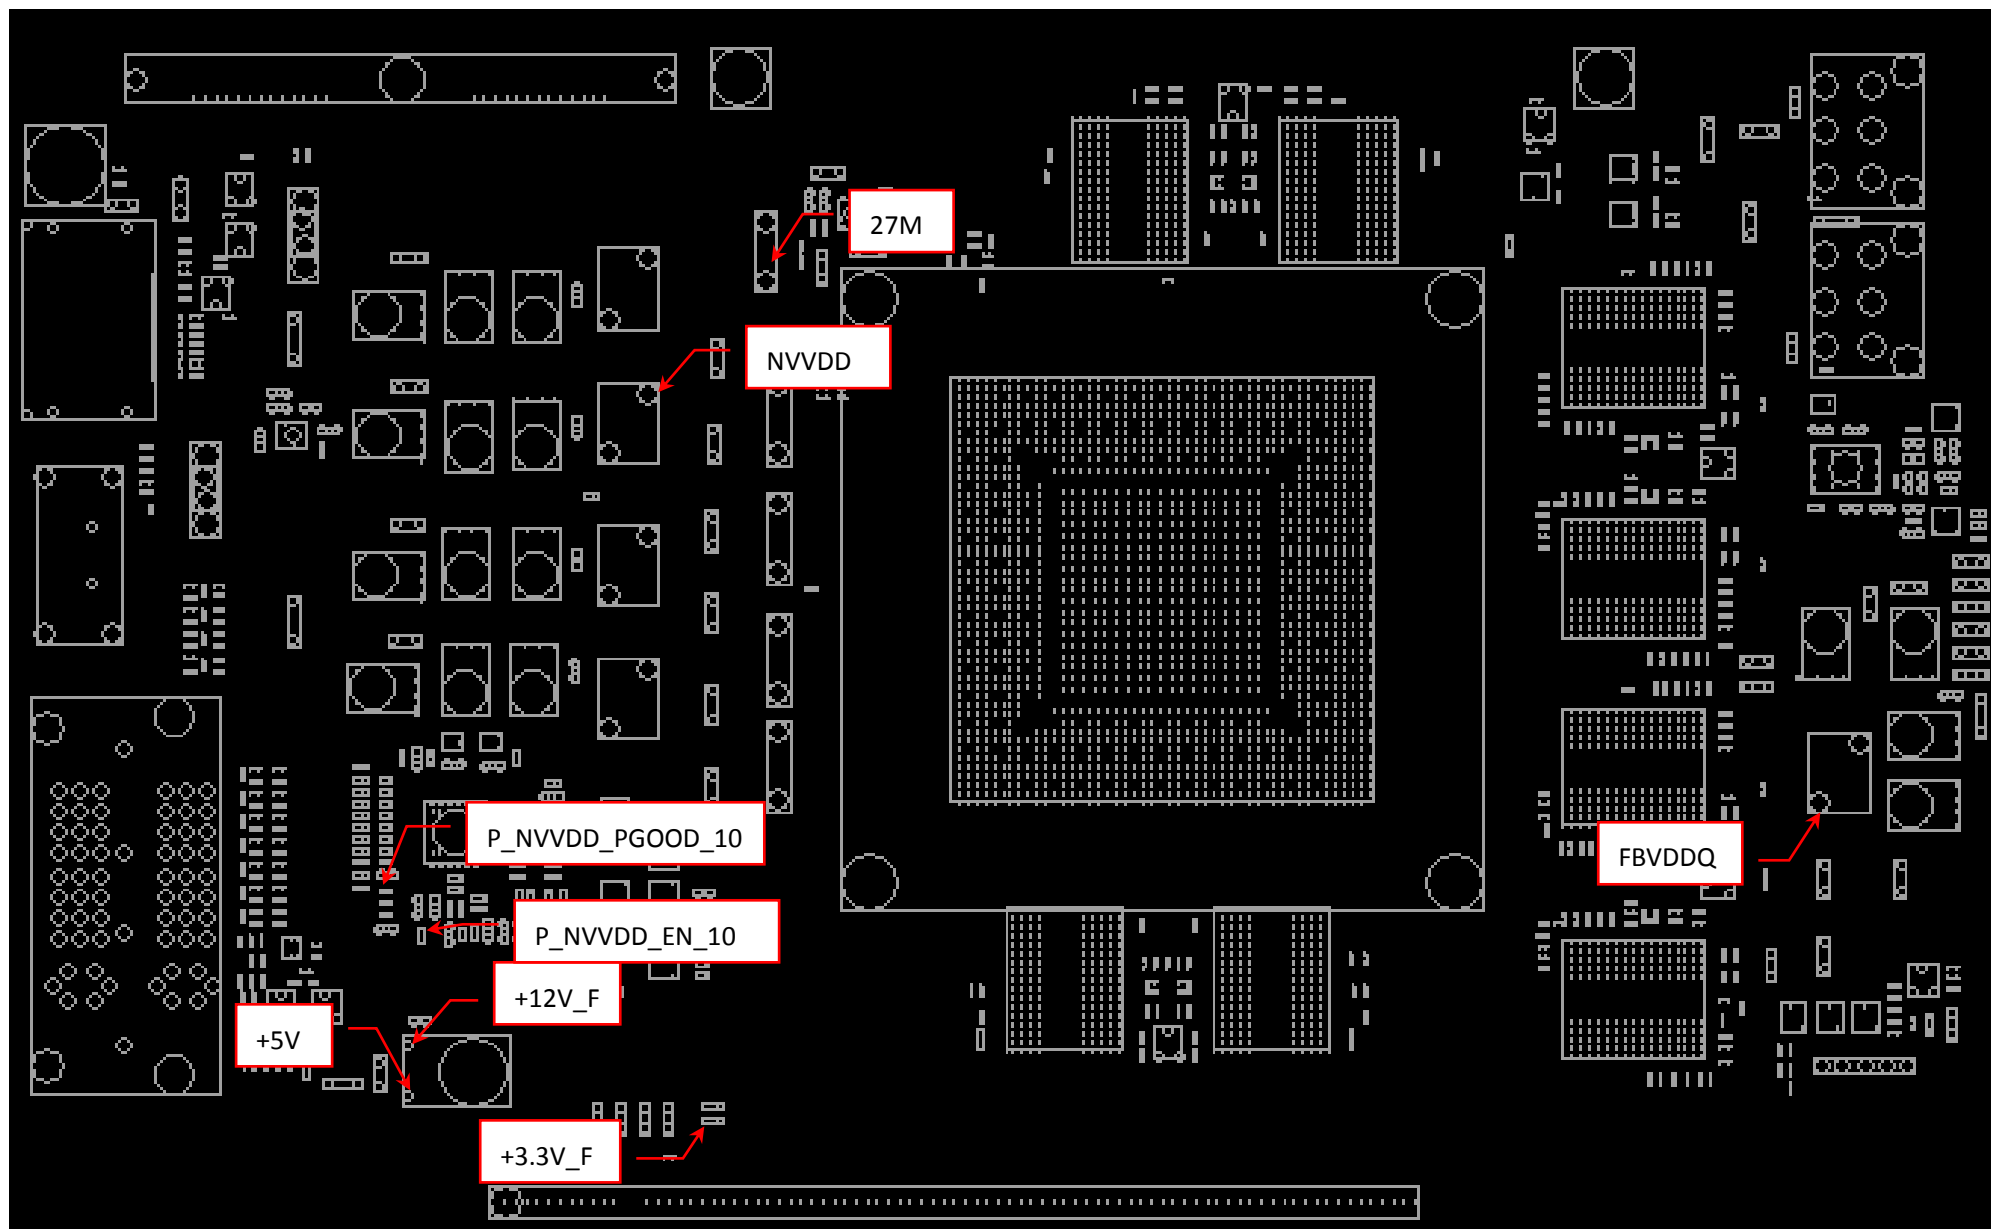 27M
NVVDD
P_NVVDD_PGOOD_10
FBVDDQ
P_NVVDD_EN_10
+12V_F
+5V
+3.3V_F